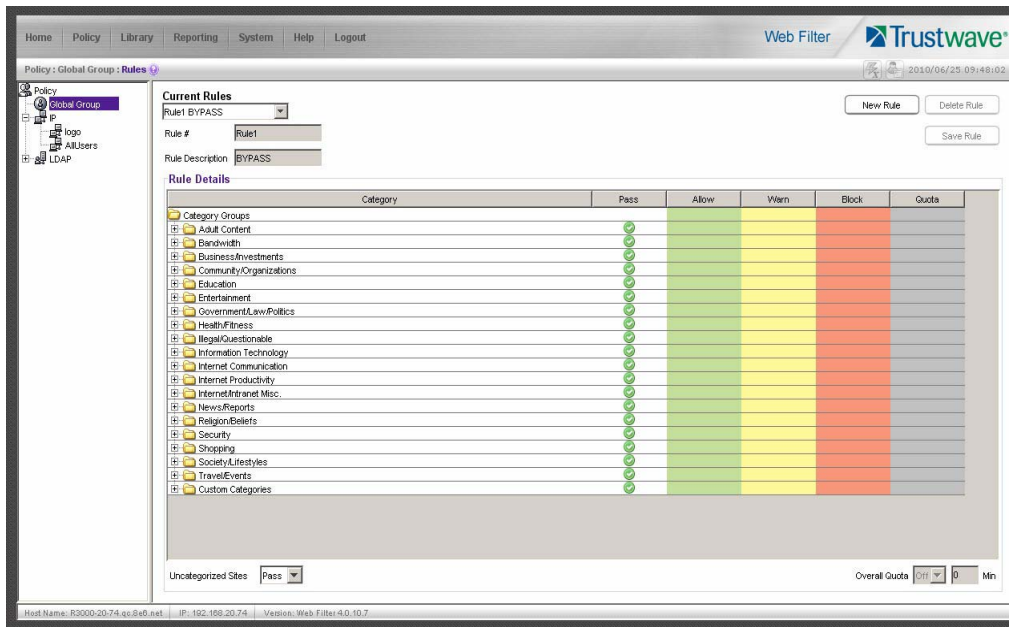 Home Policy Library Reporting System Help Logout
Web Filter
Trustwave
Policy : Global Group : Rules
2010/06/25 09:48:02
Policy
Global Group
IP
logo
AllUsers
LDAP
Current Rules
Rule1 BYPASS
New Rule Delete Rule
Rule # Rule1
Save Rule
Rule Description BYPASS
Rule Details
Category Pass Allow Warn Block Quota
Category Groups
Adult Content
Bandwidth
Business/Investments
Community/Organizations
Education
Entertainment
Government/Law/Politics
Health/Fitness
Illegal/Questionable
Information Technology
Internet Communication
Internet Productivity
Internet/Intranet Misc.
News/Reports
Religion/Beliefs
Security
Shopping
Society/Lifestyles
Travel/Events
Custom Categories
Uncategorized Sites Pass
Overall Quota Off 0 Min
Host Name: R3000-20-74.qc.8e6.net IP: 192.168.20.74 Version: Web Filter 4.0.10.7